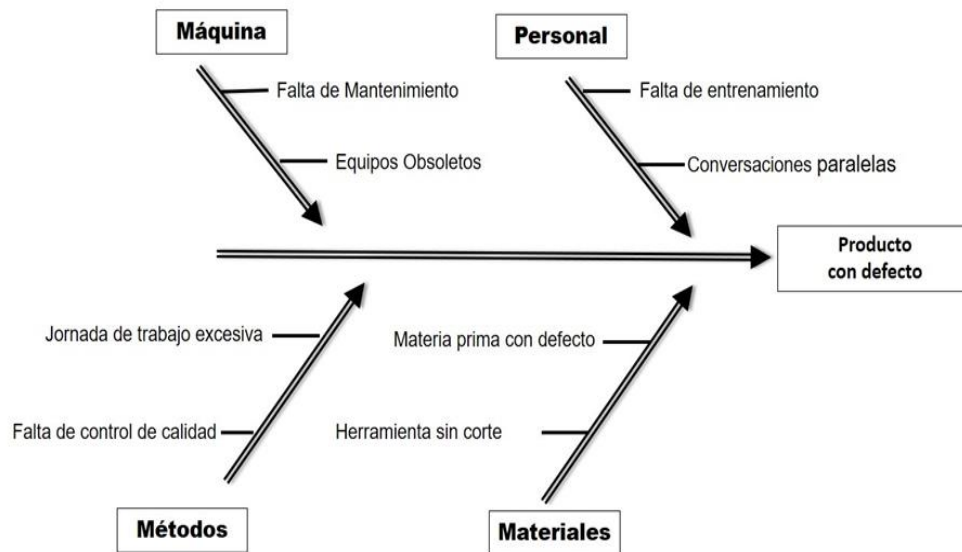 Máquina
Personal
Falta de Mantenimiento
Falta de entrenamiento
Equipos Obsoletos
Conversaciones paralelas
Producto
con defecto
Jornada de trabajo excesiva
Materia prima con defecto
Falta de control de calidad
Herramienta sin corte
Métodos
Materiales